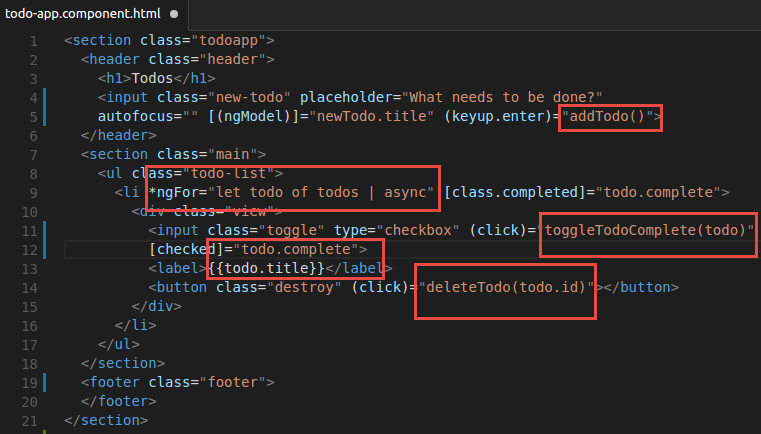 todo-app.component.html
1 <section class="todoapp">
2 <header class="header">
3 <h1>Todos</h1>
4 <input class="new-todo" placeholder="What needs to be done?"
5 autofocus="" [(ngModel)]="newTodo.title" (keyup.enter)="addTodo()">
6 </header>
7 <section class="main">
8 <ul class="todo-list">
9 <li *ngFor="let todo of todos | async" [class.completed]="todo.complete">
10 <div class="view">
11 <input class="toggle" type="checkbox" (click)="toggleTodoComplete(todo)"
12 [checked]="todo.complete">
13 <label>{{todo.title}}</label>
14 <button class="destroy" (click)="deleteTodo(todo.id)"></button>
15 </div>
16 </li>
17 </ul>
18 </section>
19 <footer class="footer">
20 </footer>
21 </section>